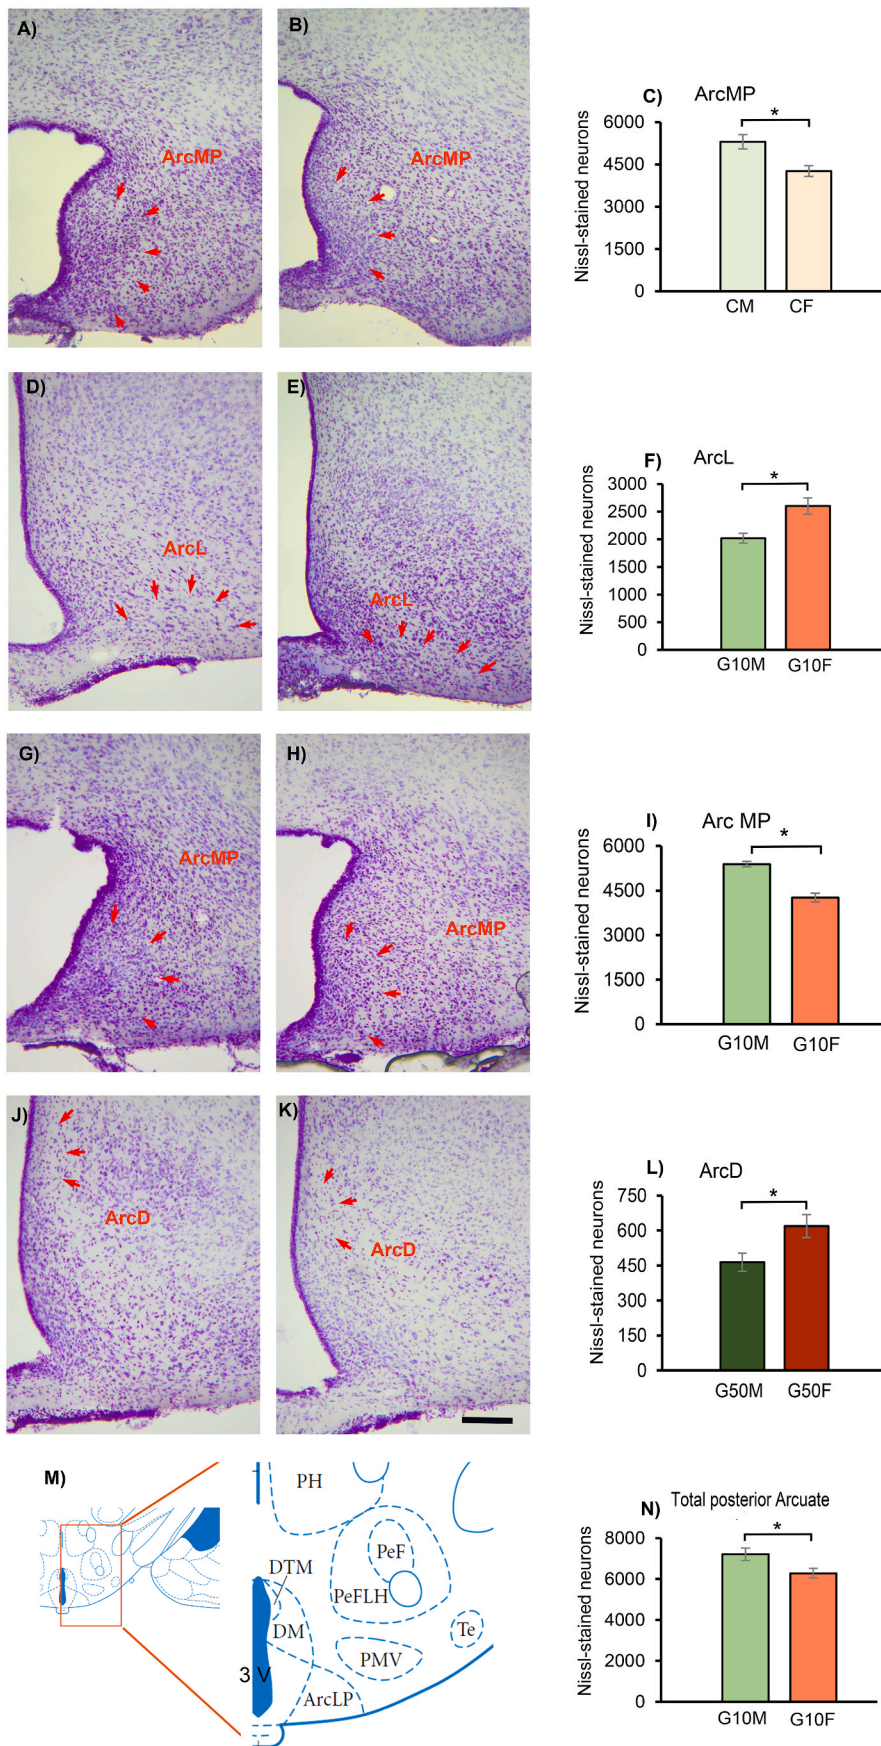 A)
ArcMP
B)
ArcMP
C) ArcMP
Nissl-stained neurons
6000
4500
3000
1500
0
*
CM CF
D)
ArcL
E)
ArcL
F) ArcL
Nissl-stained neurons
3000
2500
2000
1500
1000
500
0
*
G10M G10F
G)
ArcMP
H)
ArcMP
I) Arc MP
Nissl-stained neurons
6000
4500
3000
1500
0
*
G10M G10F
J)
ArcD
K)
ArcD
L) ArcD
Nissl-stained neurons
750
600
450
300
150
0
*
G50M G50F
M)
PH
PeF
DTM
PeFLH
DM
Te
PMV
3 V
ArcLP
N) Total posterior Arcuate
Nissl-stained neurons
8000
6000
4000
2000
0
*
G10M G10F